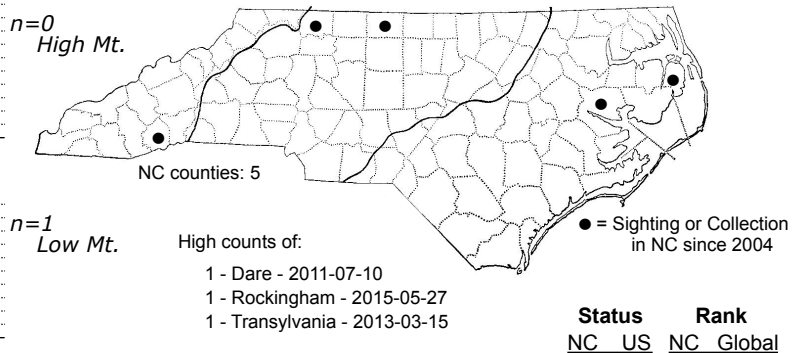 n=0
High Mt.
NC counties: 5
n=1
Low Mt.
High counts of:
1 - Dare - 2011-07-10
1 - Rockingham - 2015-05-27
1 - Transylvania - 2013-03-15
● = Sighting or Collection
in NC since 2004
Status Rank
NC US NC Global